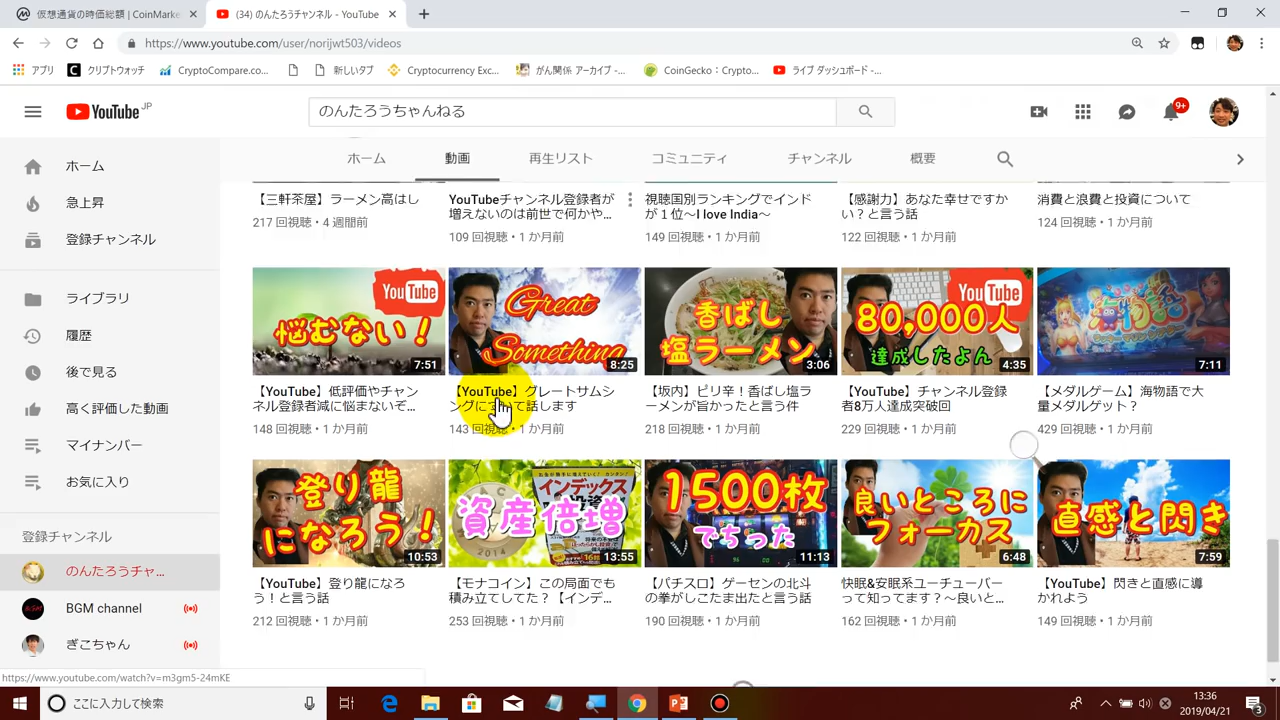 仮想通貨の時価総額 | CoinMarke
(34) のんたろうチャンネル - YouTube
https://www.youtube.com/user/norijwt503/videos
アプリ
クリプトウォッチ
CryptoCompare.co...
新しいタブ
Cryptocurrency Exc...
がん関係 アーカイブ -...
CoinGecko：Crypto...
ライブ ダッシュボード -...
YouTube JP
のんたろうちゃんねる
9+
ホーム
動画
再生リスト
コミュニティ
チャンネル
概要
ホーム
急上昇
登録チャンネル
ライブラリ
履歴
後で見る
高く評価した動画
マイナンバー
お気に入り
登録チャンネル
のんたろうチャ...
BGM channel
ぎこちゃん
【三軒茶屋】ラーメン高はし
217 回視聴・4 週間前
YouTubeチャンネル登録者が
増えないのは前世で何かや...
109 回視聴・1 か月前
視聴国別ランキングでインド
が１位〜I love India〜
149 回視聴・1 か月前
【感謝力】あなた幸せですか
い？と言う話
122 回視聴・1 か月前
消費と浪費と投資について
124 回視聴・1 か月前
YouTube
悩むない！
7:51
【YouTube】低評価やチャン
ネル登録者減に悩まないぞ...
148 回視聴・1 か月前
Great
Something
8:25
【YouTube】グレートサムシ
ングについて話します
143 回視聴・1 か月前
香ばし
塩ラーメン
3:06
【坂内】ピリ辛！香ばし塩ラ
ーメンが旨かったと言う件
218 回視聴・1 か月前
YouTube
80,000人
達成したよん
4:35
【YouTube】チャンネル登録
者8万人達成突破回
229 回視聴・1 か月前
海物語
7:11
【メダルゲーム】海物語で大
量メダルゲット？
429 回視聴・1 か月前
登り龍
になろう！
10:53
【YouTube】登り龍になろ
う！と言う話
212 回視聴・1 か月前
インデックス
資産倍増
2014
13:55
【モナコイン】この局面でも
積み立てしてた？【インデ...
253 回視聴・1 か月前
1500枚
でちった
11:13
【パチスロ】ゲーセンの北斗
の拳がしこたま出たと言う話
190 回視聴・1 か月前
良いところに
フォーカス
6:48
快眠&安眠系ユーチューバー
って知ってます？〜良いと...
162 回視聴・1 か月前
直感と閃き
7:59
【YouTube】閃きと直感に導
かれよう
149 回視聴・1 か月前
https://www.youtube.com/watch?v=m3gm5-24mKE
ここに入力して検索
13:36
2019/04/21
3